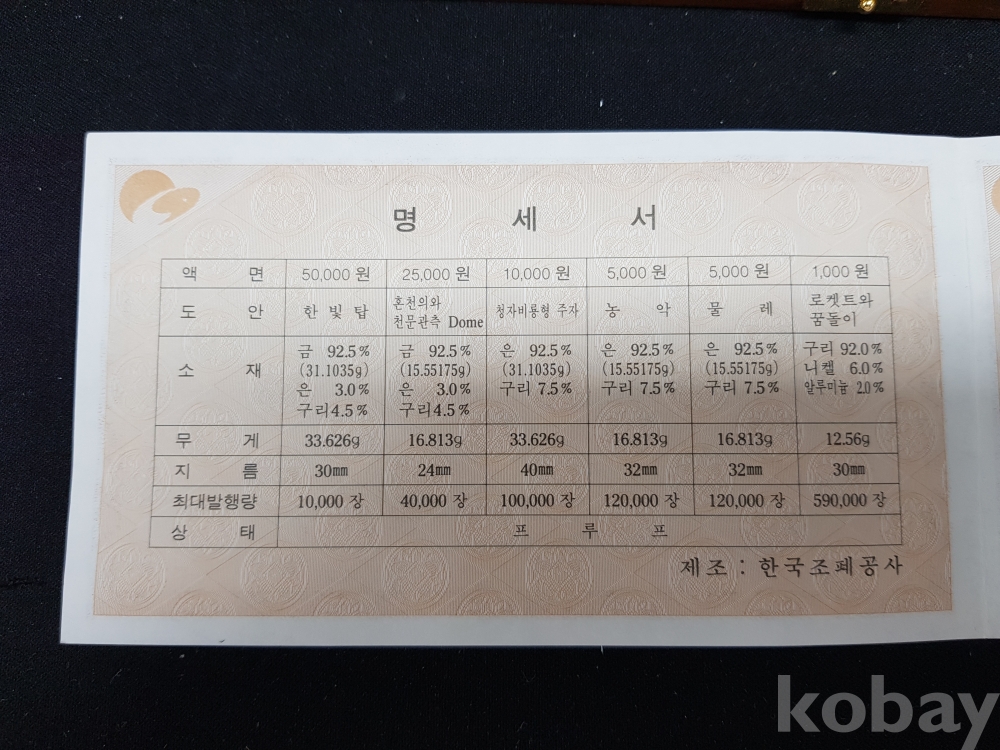 명 세 서
액 면 50,000 원 25,000 원 10,000 원 5,000 원 5,000 원 1,000 원
도 안 한 빛 탑 혼천의와 천문관측 Dome 청자비룡형 주자 농 악 물 레 로켓트와 꿈돌이
소 재 금 92.5% 금 92.5% 은 92.5% 은 92.5% 은 92.5% 구리 92.0%
(31.1035g) (15.55175g) (31.1035g) (15.55175g) (15.55175g) 니켈 6.0%
은 3.0% 은 3.0% 구리 7.5% 구리 7.5% 구리 7.5% 알루미늄 2.0%
구리4.5% 구리4.5%
무 게 33.626g 16.813g 33.626g 16.813g 16.813g 12.56g
지 름 30㎜ 24㎜ 40㎜ 32㎜ 32㎜ 30㎜
최대발행량 10,000 장 40,000 장 100,000 장 120,000 장 120,000 장 590,000 장
상 태 프 루 프
제조 : 한국조폐공사
kobay